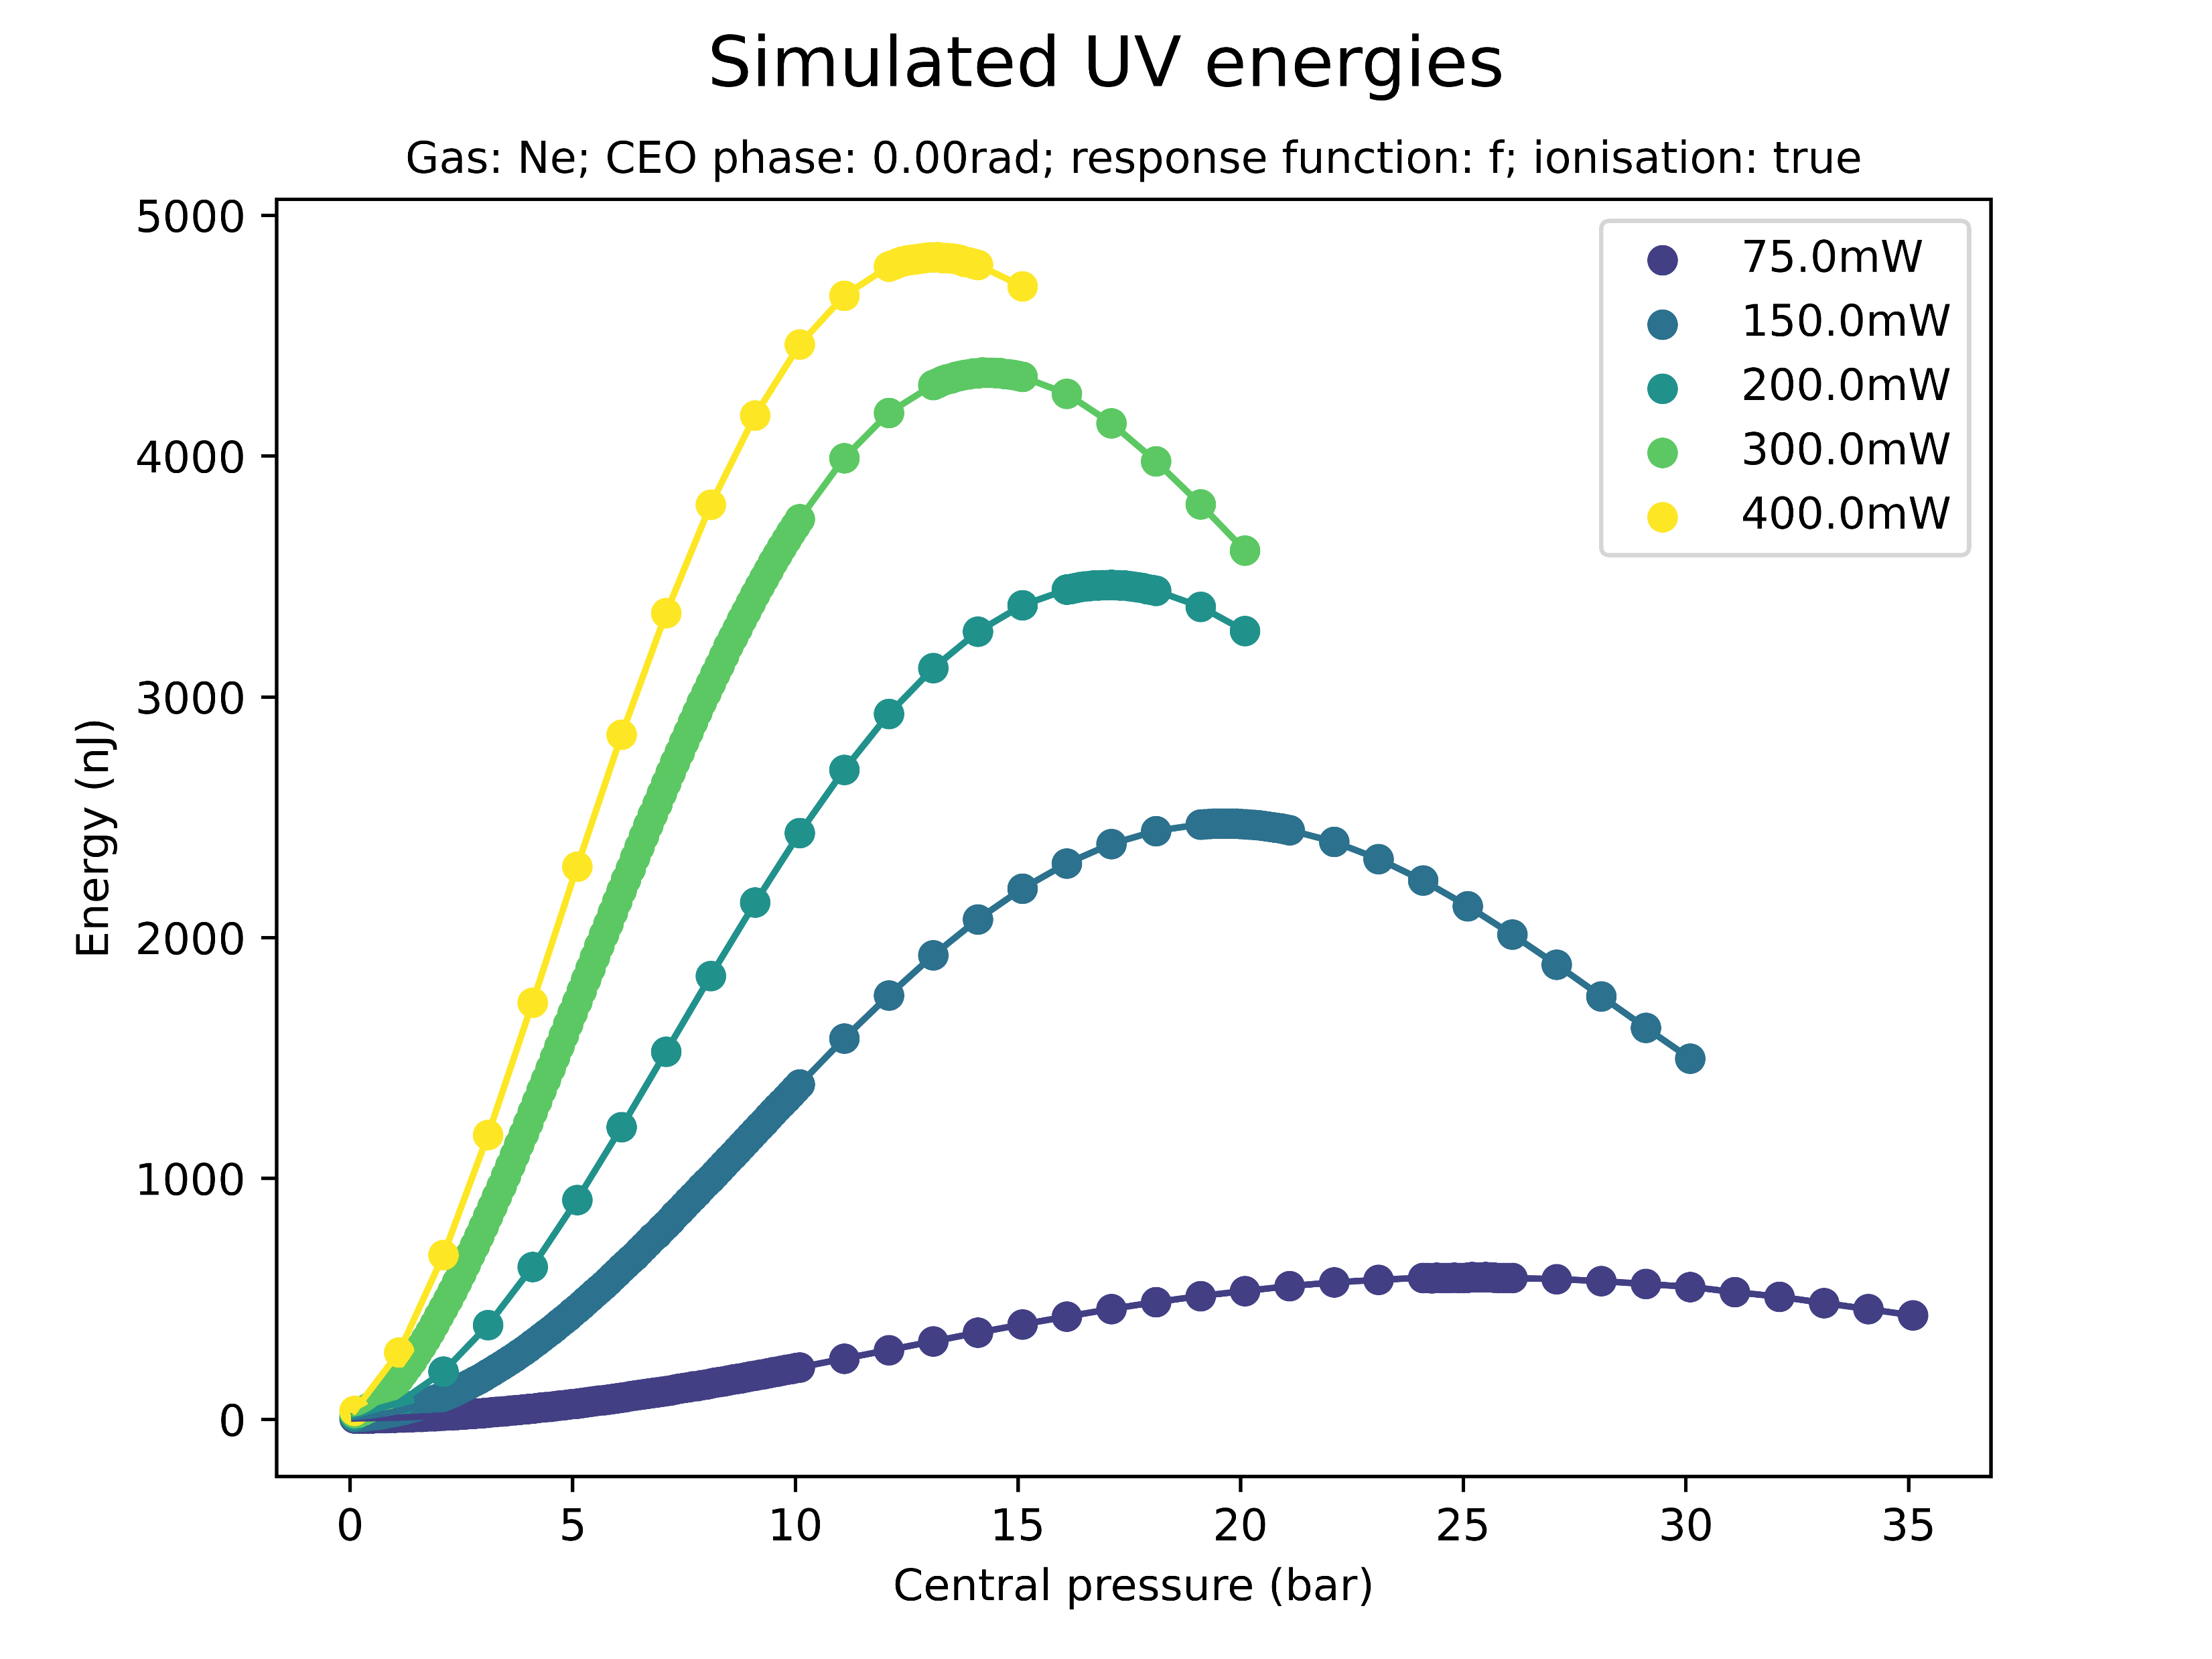 Simulated UV energies
Gas: Ne; CEO phase: 0.00rad; response function: f; ionisation: true
5000
4000
3000
2000
1000
0
Energy (nJ)
75.0mW
150.0mW
200.0mW
300.0mW
400.0mW
0 5 10 15 20 25 30 35
Central pressure (bar)